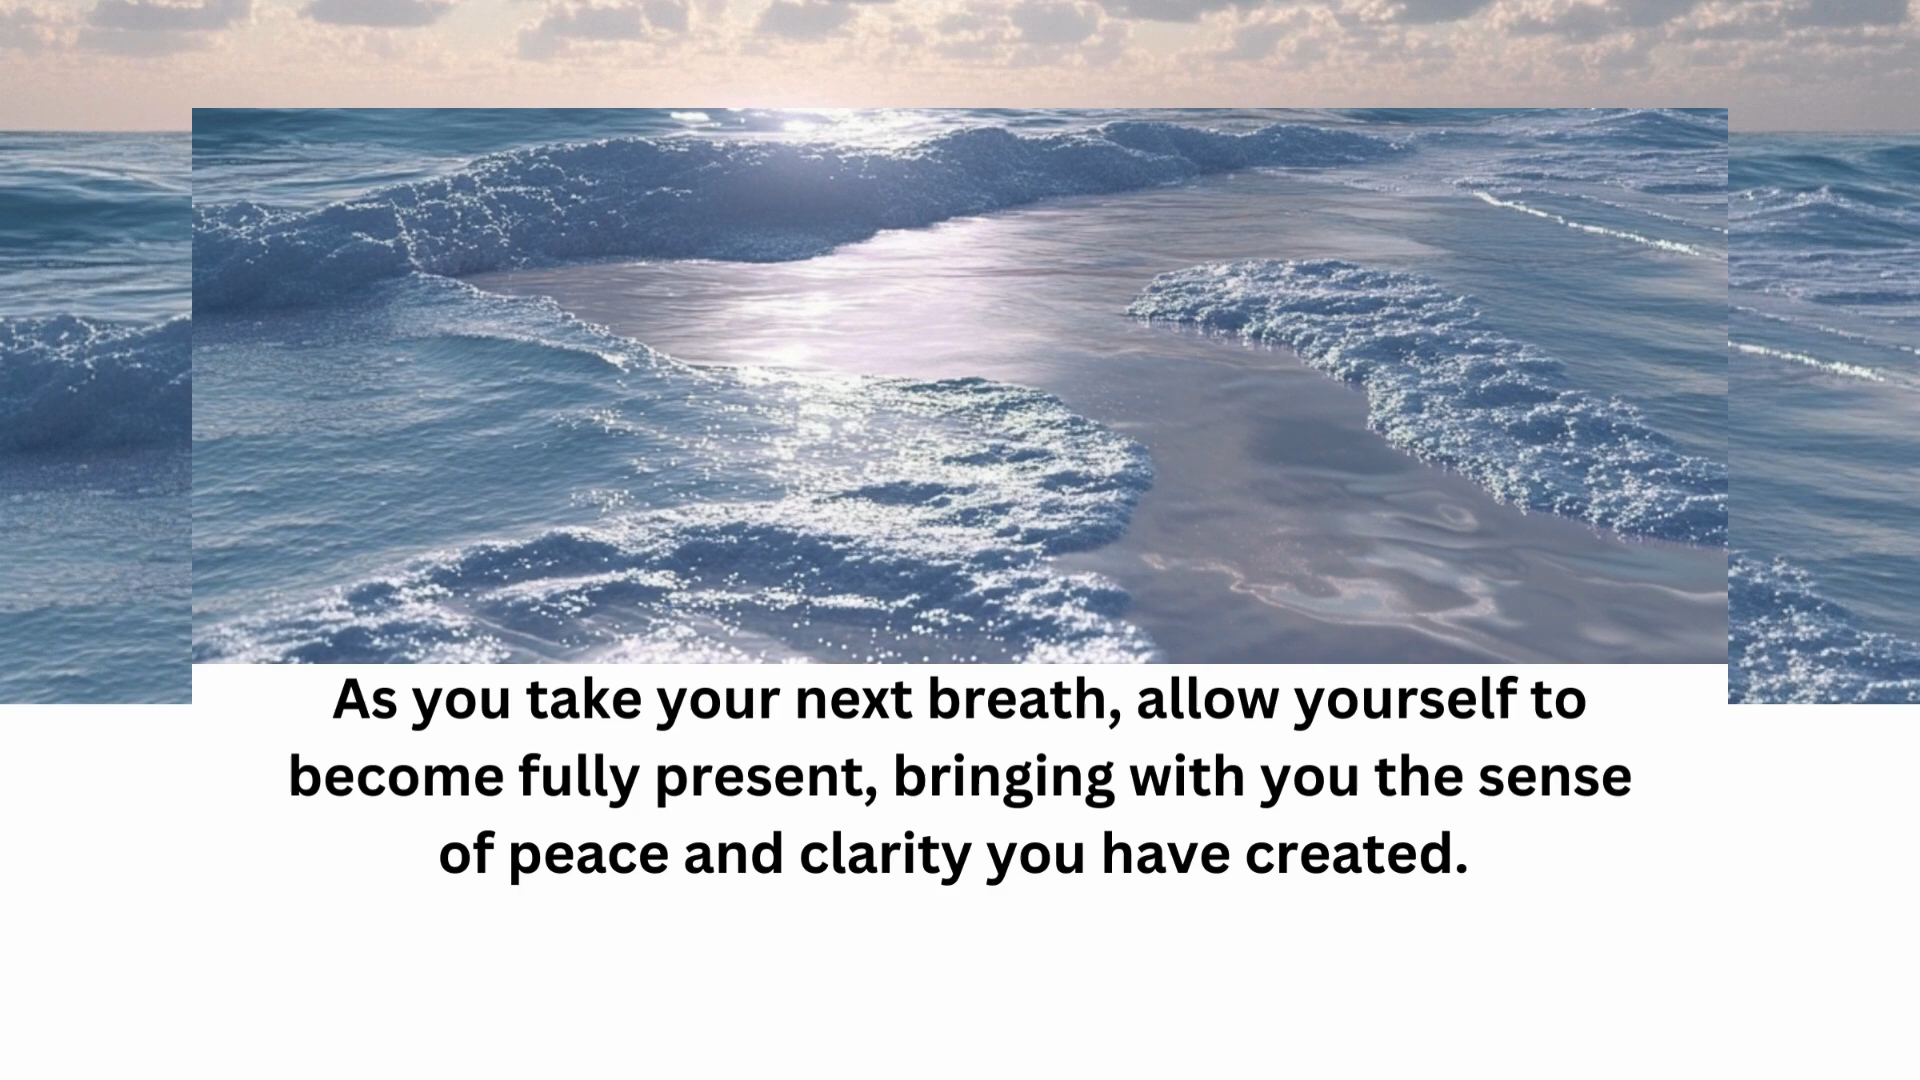 As you take your next breath, allow yourself to
become fully present, bringing with you the sense
of peace and clarity you have created.